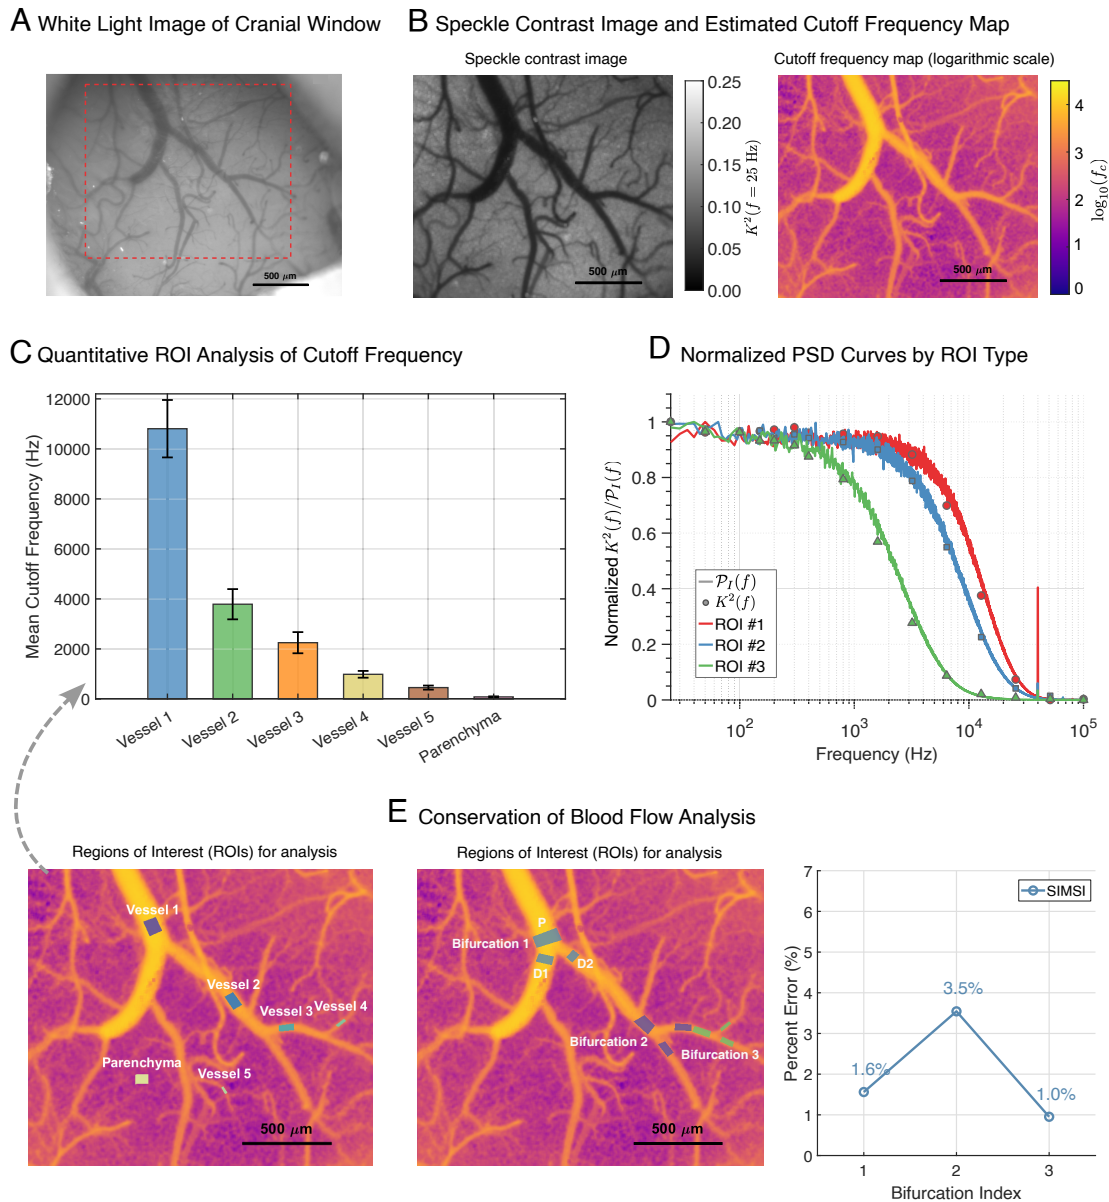 A White Light Image of Cranial Window
500 μm
B Speckle Contrast Image and Estimated Cutoff Frequency Map
Speckle contrast image
500 μm
0.25
0.20
0.15
0.10
0.05
0.00
K²(f = 25 Hz)
Cutoff frequency map (logarithmic scale)
500 μm
4
3
2
1
0
log₁₀(f_c)
C Quantitative ROI Analysis of Cutoff Frequency
Mean Cutoff Frequency (Hz)
12000
10000
8000
6000
4000
2000
0
Vessel 1
Vessel 2
Vessel 3
Vessel 4
Vessel 5
Parenchyma
D Normalized PSD Curves by ROI Type
Normalized K²(f)/𝒫_I(f)
1
0.8
0.6
0.4
0.2
0
𝒫_I(f)
K²(f)
ROI #1
ROI #2
ROI #3
10² 10³ 10⁴ 10⁵
Frequency (Hz)
Regions of Interest (ROIs) for analysis
Vessel 1
Vessel 2
Vessel 3
Vessel 4
Parenchyma
Vessel 5
500 μm
E Conservation of Blood Flow Analysis
Regions of Interest (ROIs) for analysis
P
Bifurcation 1
D1
D2
Bifurcation 2
Bifurcation 3
500 μm
Percent Error (%)
7
6
5
4
3
2
1
0
SIMSI
1.6%
3.5%
1.0%
1 2 3
Bifurcation Index